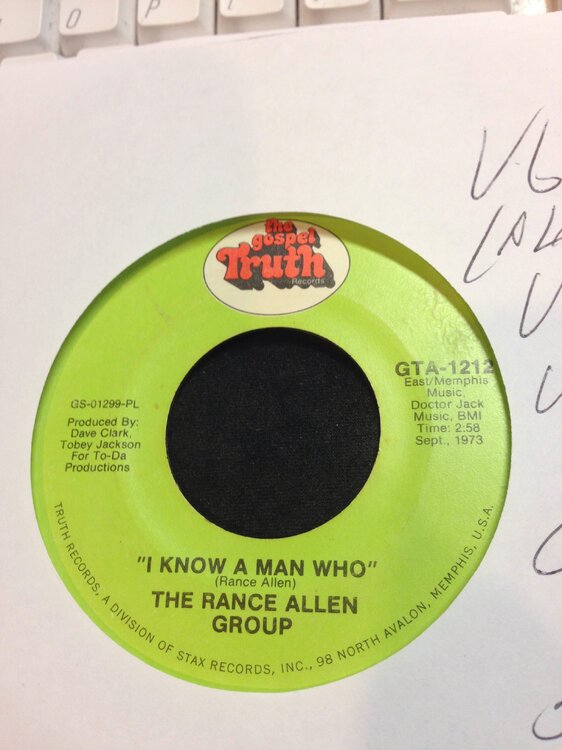 O
P
the
gospel
Truth
Records
GS-01299-PL
Produced By:
Dave Clark,
Tobey Jackson
For To-Da
Productions
GTA-1212
East/Memphis
Music,
Doctor Jack
Music, BMI
Time: 2:58
Sept., 1973
"I KNOW A MAN WHO"
(Rance Allen)
THE RANCE ALLEN
GROUP
TRUTH RECORDS, A DIVISION OF STAX RECORDS, INC., 98 NORTH AVALON, MEMPHIS, U.S.A.